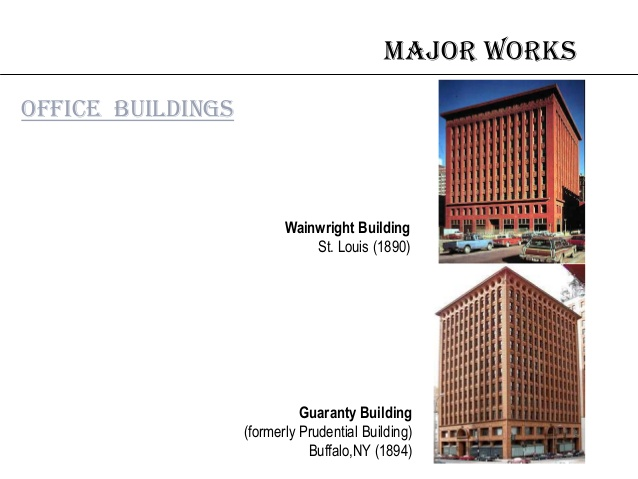 MAJOR WORKS
OFFICE BUILDINGS
Wainwright Building
St. Louis (1890)
Guaranty Building
(formerly Prudential Building)
Buffalo,NY (1894)